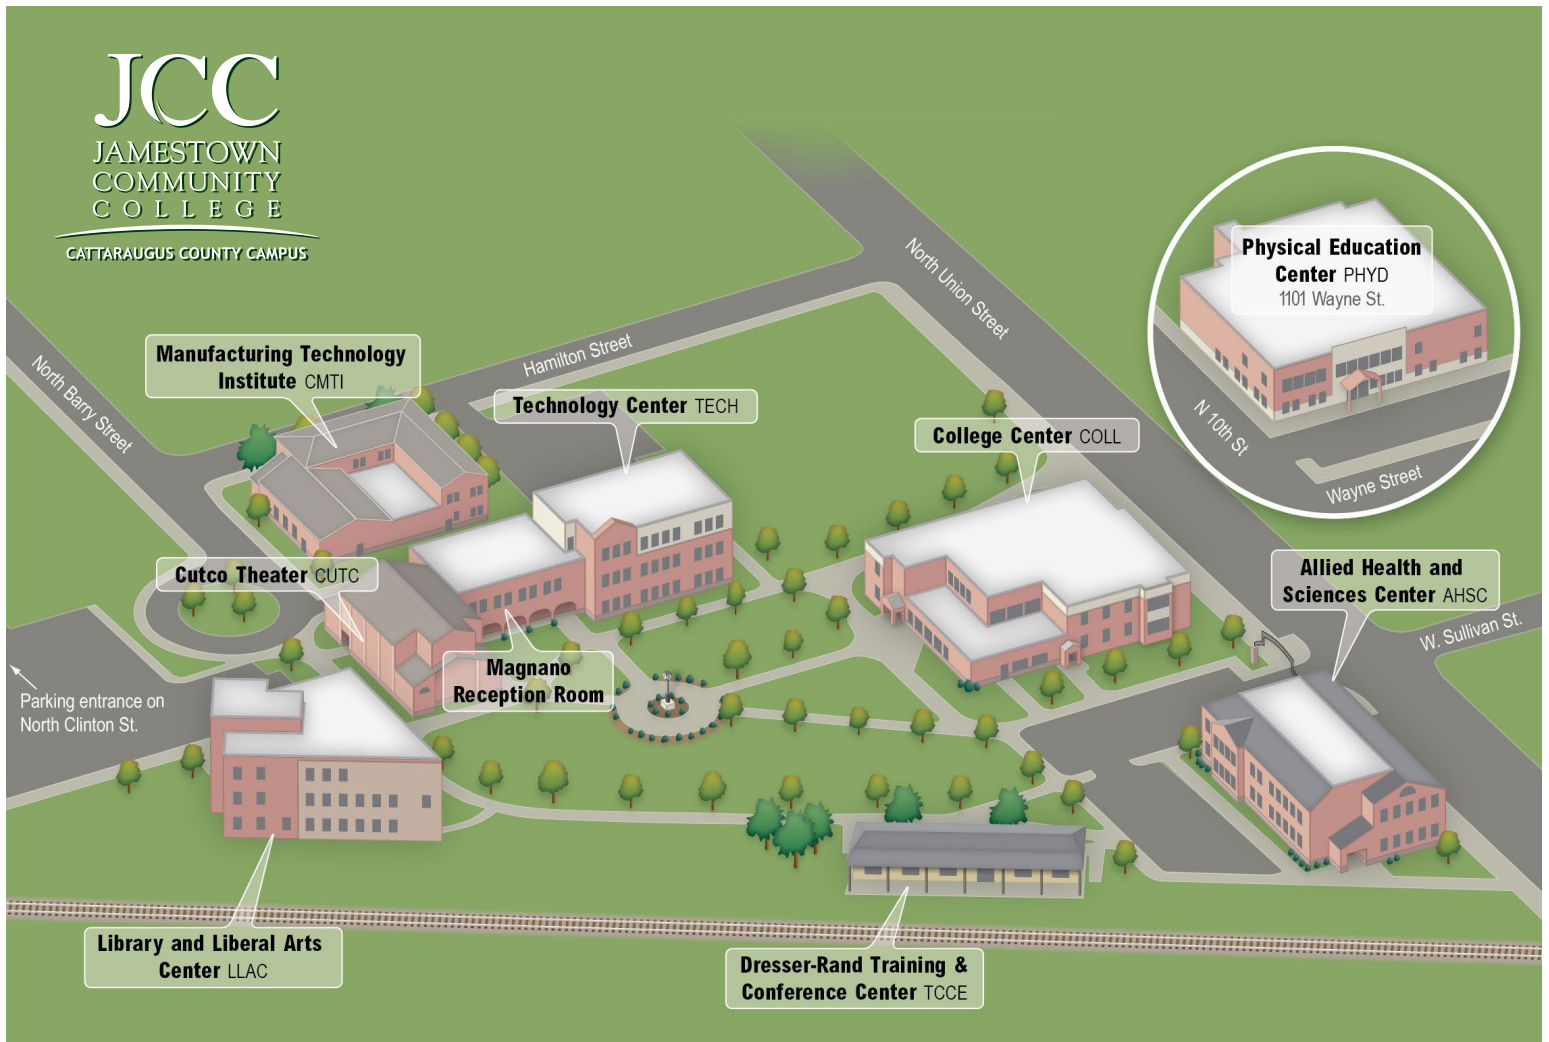 JCC
JAMESTOWN
COMMUNITY
COLLEGE
CATTARAUGUS COUNTY CAMPUS
North Union Street
Physical Education
Center PHYD
1101 Wayne St.
N 10th St
Wayne Street
Hamilton Street
North Barry Street
Manufacturing Technology
Institute CMTI
Technology Center TECH
College Center COLL
Cutco Theater CUTC
Allied Health and
Sciences Center AHSC
W. Sullivan St.
Magnano
Reception Room
Parking entrance on
North Clinton St.
Library and Liberal Arts
Center LLAC
Dresser-Rand Training &
Conference Center TCCE